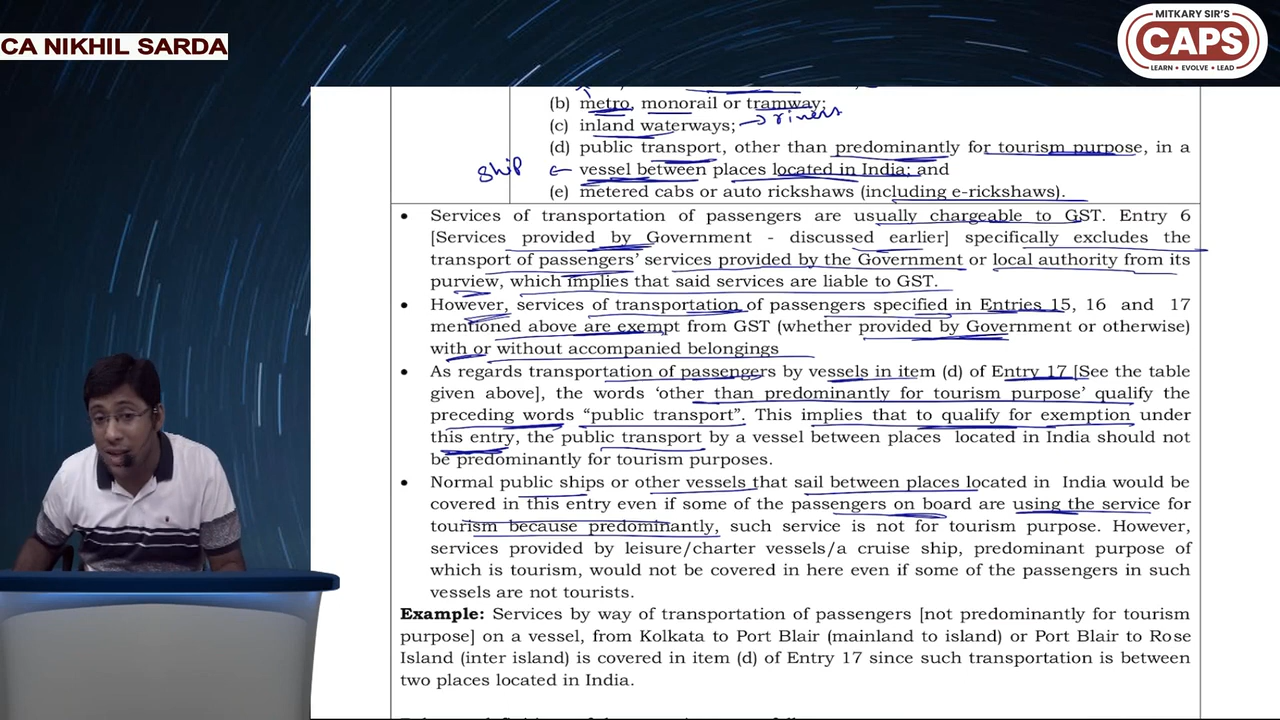 CA NIKHIL SARDA
MITKARY SIR'S
CAPS
LEARN • EVOLVE • LEAD
(b) metro, monorail or tramway;
(c) inland waterways; → rivers
(d) public transport, other than predominantly for tourism purpose, in a
ship ← vessel between places located in India; and
(e) metered cabs or auto rickshaws (including e-rickshaws).
• Services of transportation of passengers are usually chargeable to GST. Entry 6
[Services provided by Government - discussed earlier] specifically excludes the
transport of passengers' services provided by the Government or local authority from its
purview, which implies that said services are liable to GST.
• However, services of transportation of passengers specified in Entries 15, 16 and 17
mentioned above are exempt from GST (whether provided by Government or otherwise)
with or without accompanied belongings
• As regards transportation of passengers by vessels in item (d) of Entry 17 [See the table
given above], the words 'other than predominantly for tourism purpose' qualify the
preceding words "public transport". This implies that to qualify for exemption under
this entry, the public transport by a vessel between places located in India should not
be predominantly for tourism purposes.
• Normal public ships or other vessels that sail between places located in India would be
covered in this entry even if some of the passengers on board are using the service for
tourism because predominantly, such service is not for tourism purpose. However,
services provided by leisure/charter vessels/a cruise ship, predominant purpose of
which is tourism, would not be covered in here even if some of the passengers in such
vessels are not tourists.
Example: Services by way of transportation of passengers [not predominantly for tourism
purpose] on a vessel, from Kolkata to Port Blair (mainland to island) or Port Blair to Rose
Island (inter island) is covered in item (d) of Entry 17 since such transportation is between
two places located in India.